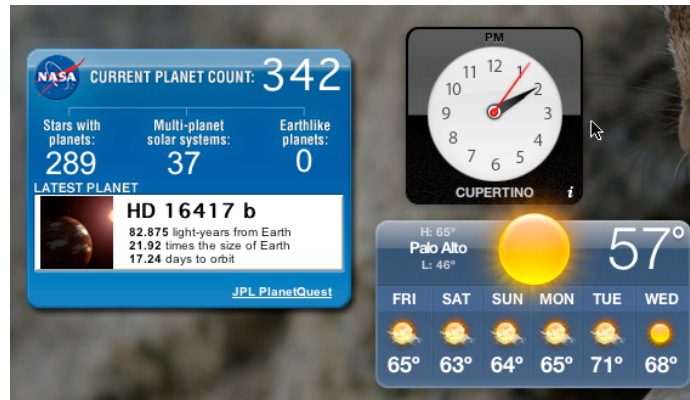 NASA
CURRENT PLANET COUNT: 342
Stars with planets:
289
Multi-planet solar systems:
37
Earthlike planets:
0
LATEST PLANET
HD 16417 b
82.875 light-years from Earth
21.92 times the size of Earth
17.24 days to orbit
JPL PlanetQuest
PM
12
1
2
3
4
5
6
7
8
9
10
11
CUPERTINO
i
H: 65°
Palo Alto
L: 46°
57°
FRI SAT SUN MON TUE WED
65° 63° 64° 65° 71° 68°